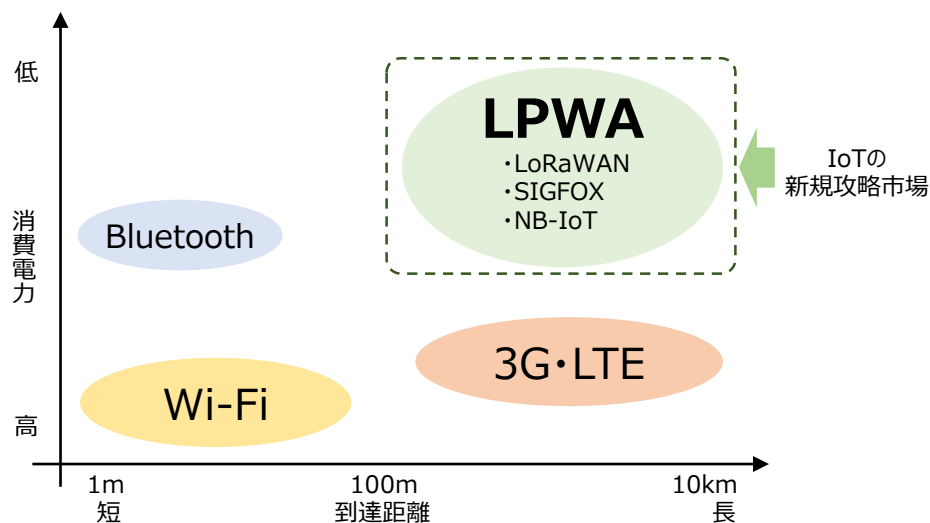 低
消費電力
高
LPWA
・LoRaWAN
・SIGFOX
・NB-IoT
IoTの
新規攻略市場
Bluetooth
3G・LTE
Wi-Fi
1m
短
100m
到達距離
10km
長